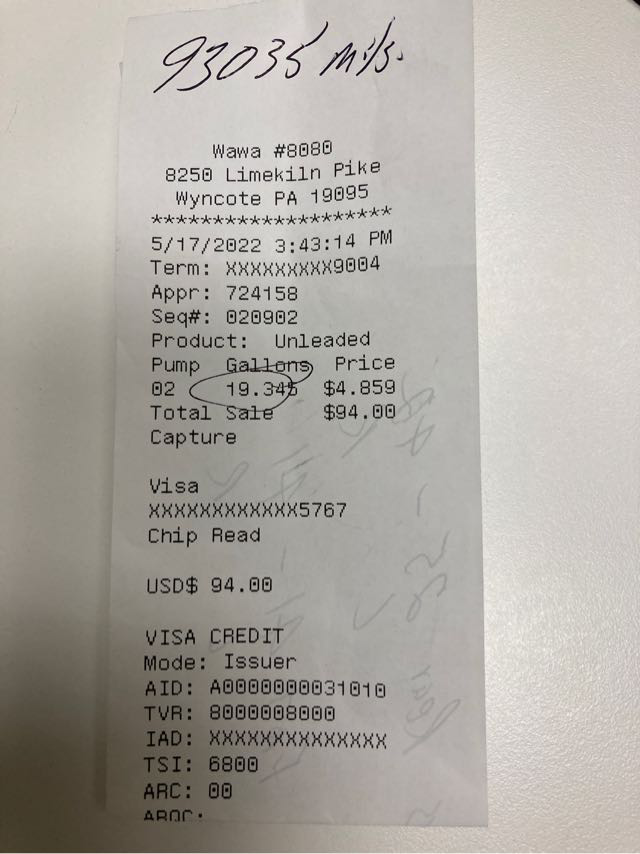 93035 mils.
Wawa #8080
8250 Limekiln Pike
Wyncote PA 19095
********************
5/17/2022 3:43:14 PM
Term: XXXXXXXXX9004
Appr: 724158
Seq#: 020902
Product: Unleaded
Pump Gallons Price
02 19.345 $4.859
Total Sale $94.00
Capture
Visa
XXXXXXXXXXXX5767
Chip Read
USD$ 94.00
VISA CREDIT
Mode: Issuer
AID: A0000000031010
TVR: 8000008000
IAD: XXXXXXXXXXXXXX
TSI: 6800
ARC: 00